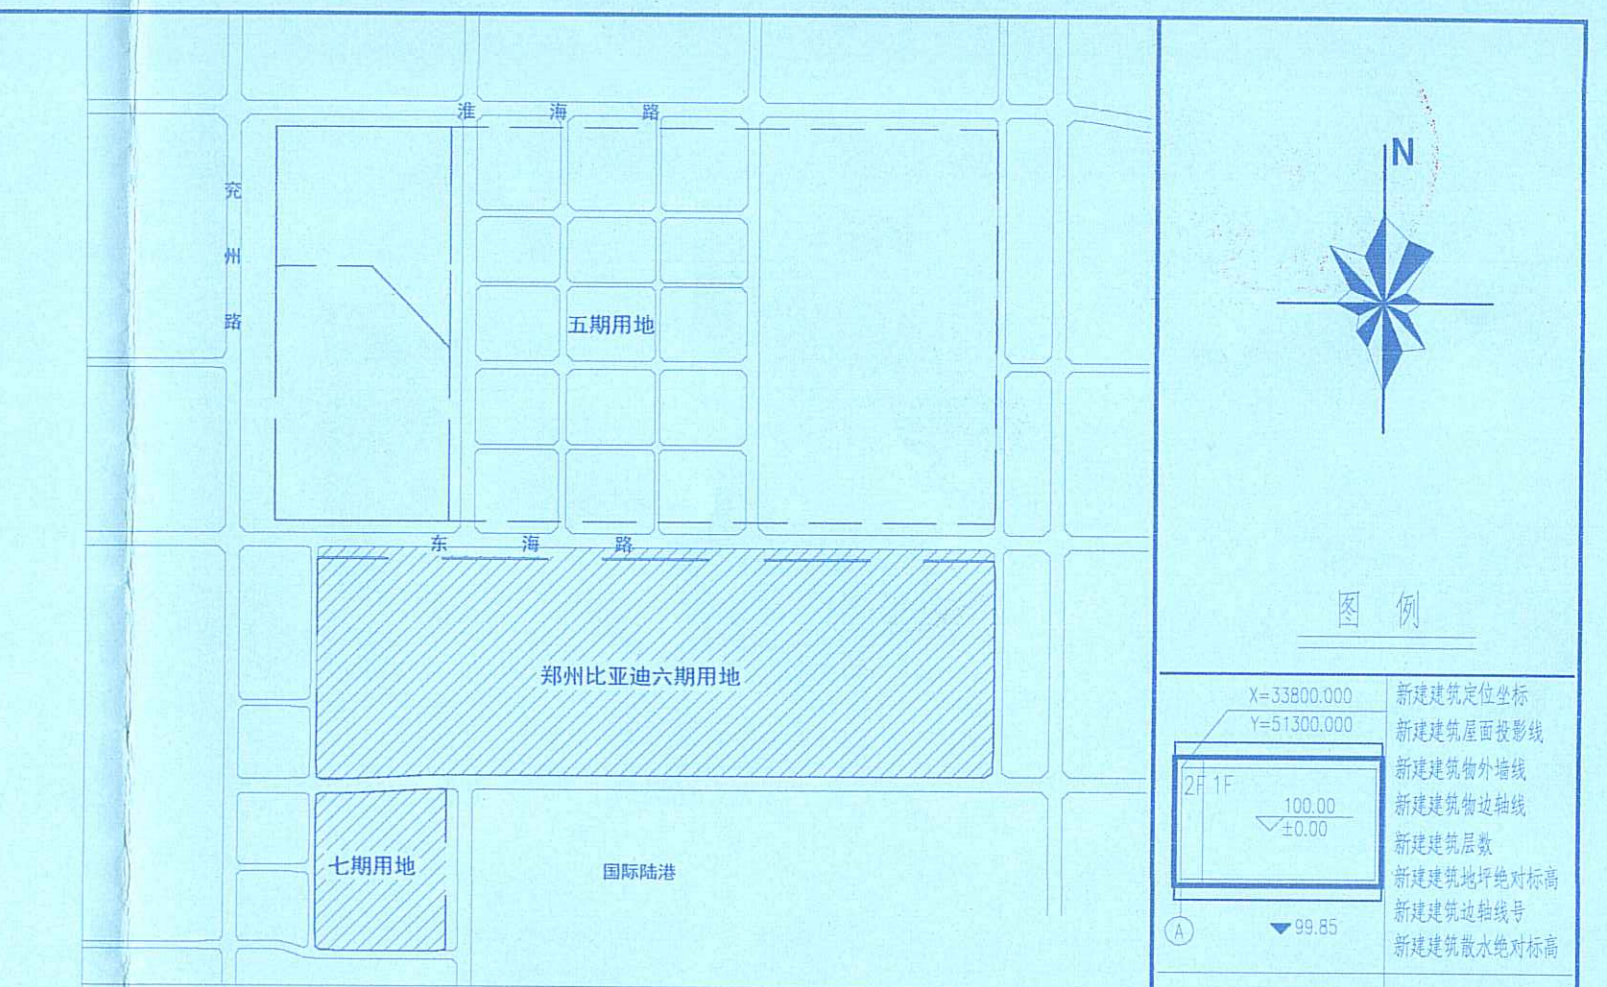 淮海路
兖州路
五期用地
东海路
郑州比亚迪六期用地
七期用地
国际陆港
N
图例
X=33800.000
Y=51300.000
2F 1F
100.00
±0.00
A
99.85
新建建筑定位坐标
新建建筑屋面投影线
新建建筑物外墙线
新建建筑物边轴线
新建建筑层数
新建建筑地坪绝对标高
新建建筑边轴线号
新建建筑散水绝对标高